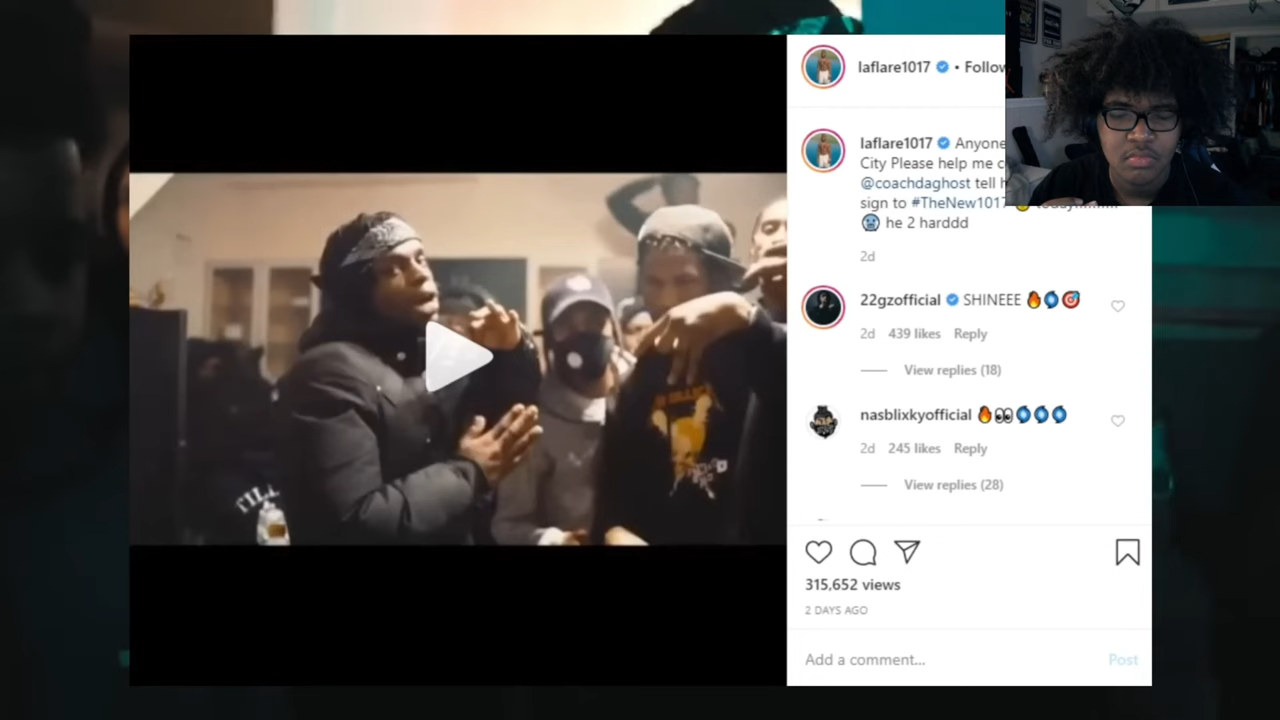 laflare1017 • Follow
laflare1017 Anyone
City Please help me c
@coachdaghost tell h
sign to #TheNew1017
🥶 he 2 harddd
2d
22gzofficial SHINEEE 🔥🌀🎯
2d 439 likes Reply
View replies (18)
nasblixkyofficial 🔥👀🌀🌀🌀
2d 245 likes Reply
View replies (28)
315,652 views
2 DAYS AGO
Add a comment... Post